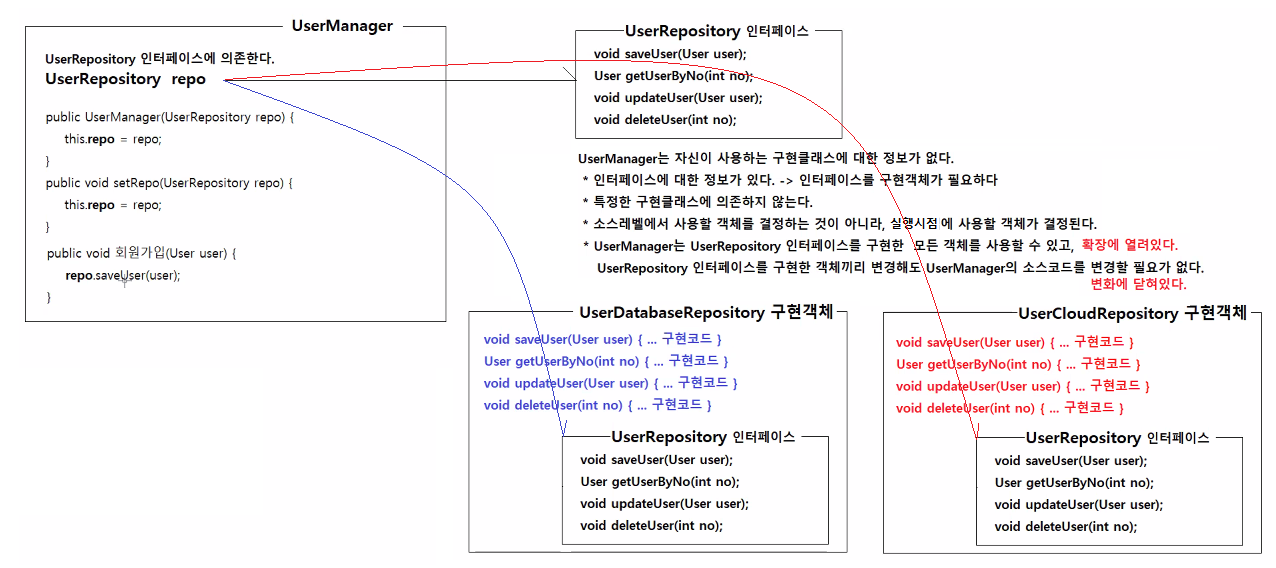 UserManager
UserRepository 인터페이스에 의존한다.
UserRepository repo
public UserManager(UserRepository repo) {
this.repo = repo;
}
public void setRepo(UserRepository repo) {
this.repo = repo;
}
public void 회원가입(User user) {
repo.saveUser(user);
}
UserRepository 인터페이스
void saveUser(User user);
User getUserByNo(int no);
void updateUser(User user);
void deleteUser(int no);
UserManager는 자신이 사용하는 구현클래스에 대한 정보가 없다.
* 인터페이스에 대한 정보가 있다. -> 인터페이스를 구현객체가 필요하다
* 특정한 구현클래스에 의존하지 않는다.
* 소스레벨에서 사용할 객체를 결정하는 것이 아니라, 실행시점에 사용할 객체가 결정된다.
* UserManager는 UserRepository 인터페이스를 구현한 모든 객체를 사용할 수 있고, 확장에 열려있다.
UserRepository 인터페이스를 구현한 객체끼리 변경해도 UserManager의 소스코드를 변경할 필요가 없다.
변화에 닫혀있다.
UserDatabaseRepository 구현객체
void saveUser(User user) { ... 구현코드 }
User getUserByNo(int no) { ... 구현코드 }
void updateUser(User user) { ... 구현코드 }
void deleteUser(int no) { ... 구현코드 }
UserRepository 인터페이스
void saveUser(User user);
User getUserByNo(int no);
void updateUser(User user);
void deleteUser(int no);
UserCloudRepository 구현객체
void saveUser(User user) { ... 구현코드 }
User getUserByNo(int no) { ... 구현코드 }
void updateUser(User user) { ... 구현코드 }
void deleteUser(int no) { ... 구현코드 }
UserRepository 인터페이스
void saveUser(User user);
User getUserByNo(int no);
void updateUser(User user);
void deleteUser(int no);